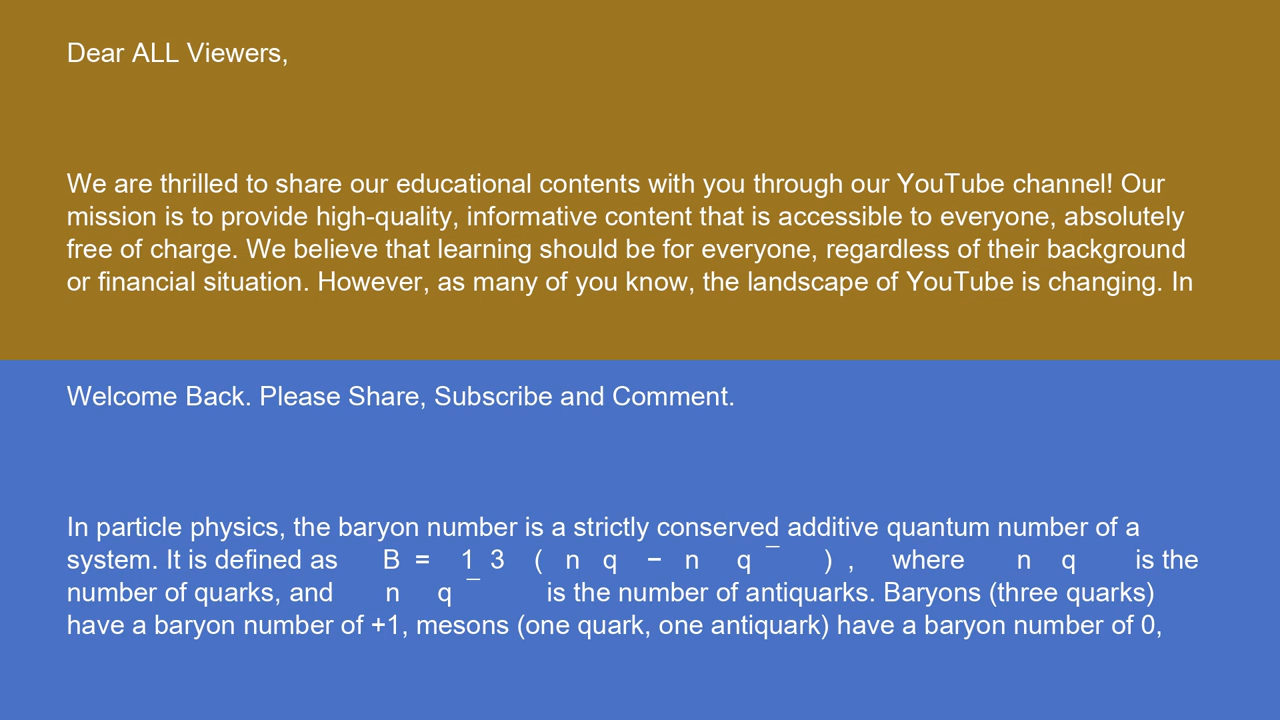 Dear ALL Viewers,
We are thrilled to share our educational contents with you through our YouTube channel! Our
mission is to provide high-quality, informative content that is accessible to everyone, absolutely
free of charge. We believe that learning should be for everyone, regardless of their background
or financial situation. However, as many of you know, the landscape of YouTube is changing. In
Welcome Back. Please Share, Subscribe and Comment.
In particle physics, the baryon number is a strictly conserved additive quantum number of a
system. It is defined as B = 1 3 ( n q − n q ¯ ) , where n q is the
number of quarks, and n q ¯ is the number of antiquarks. Baryons (three quarks)
have a baryon number of +1, mesons (one quark, one antiquark) have a baryon number of 0,